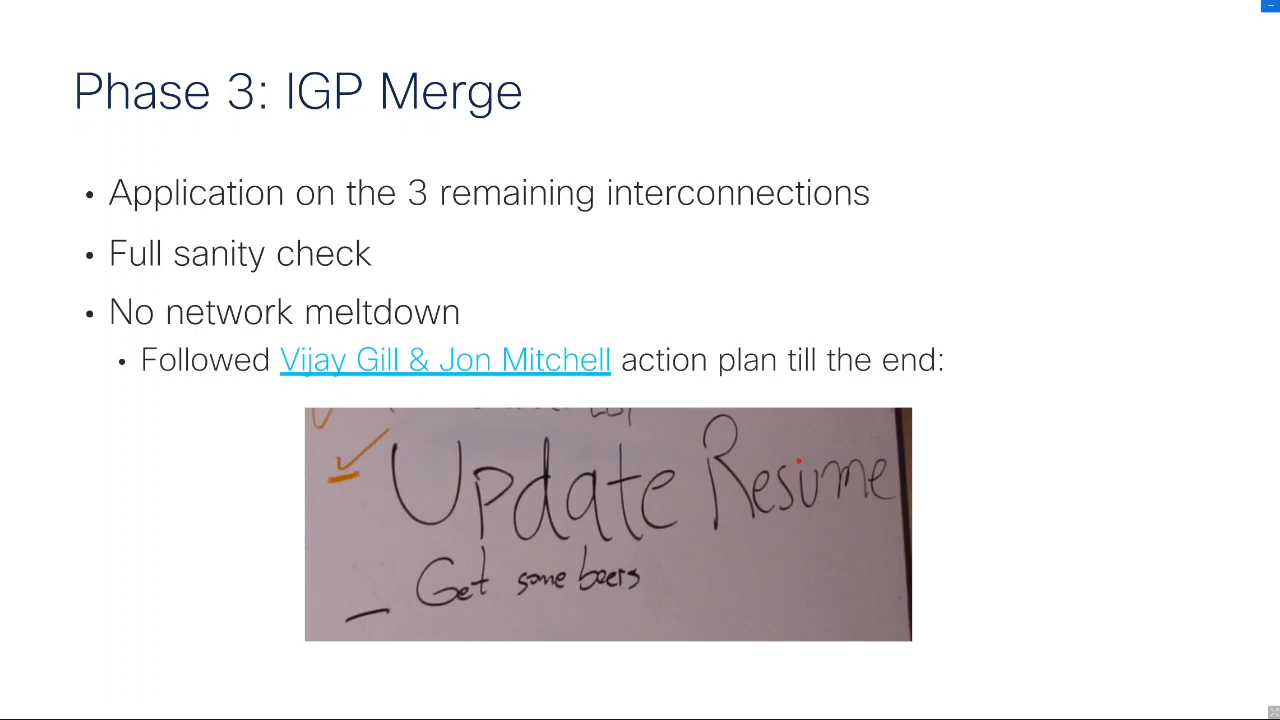 Phase 3: IGP Merge
• Application on the 3 remaining interconnections
• Full sanity check
• No network meltdown
• Followed Vijay Gill & Jon Mitchell action plan till the end:
Update Resume
Get some beers